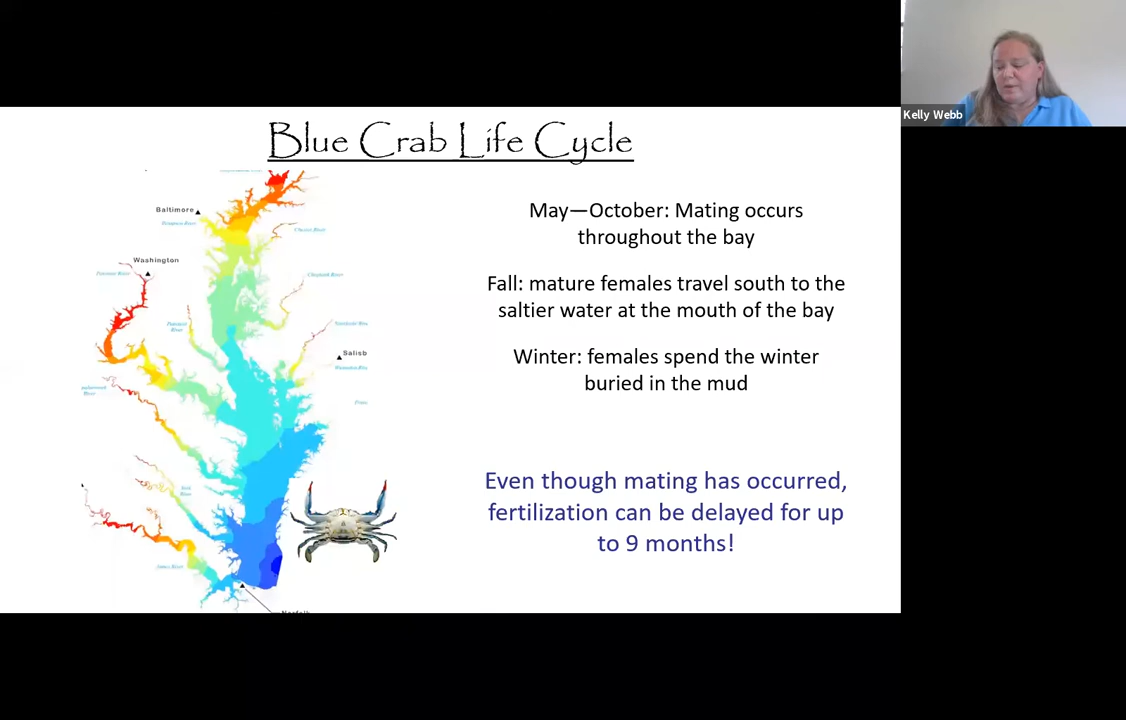 Kelly Webb
Blue Crab Life Cycle
Baltimore
Washington
Salisb
James River
May—October: Mating occurs
throughout the bay
Fall: mature females travel south to the
saltier water at the mouth of the bay
Winter: females spend the winter
buried in the mud
Even though mating has occurred,
fertilization can be delayed for up
to 9 months!